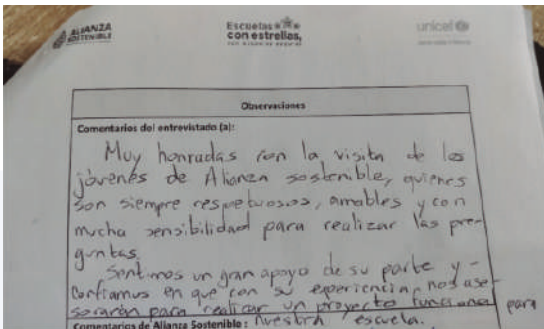 ALIANZA
SOSTENIBLE
Escuelas
con estrellas,
unicef
Observaciones
Comentarios del entrevistado (a):
Muy honradas con la visita de los
jóvenes de Alianza sostenible, quienes
son siempre respetuosos, amables y con
mucha sensibilidad para realizar las pre
guntas.
Sentimos un gran apoyo de su parte y -
Confiamos en que con su experiencia, nos ase-
sorarán para realizar un proyecto funcional para
Comentarios de Alianza Sostenible: nuestra escuela.